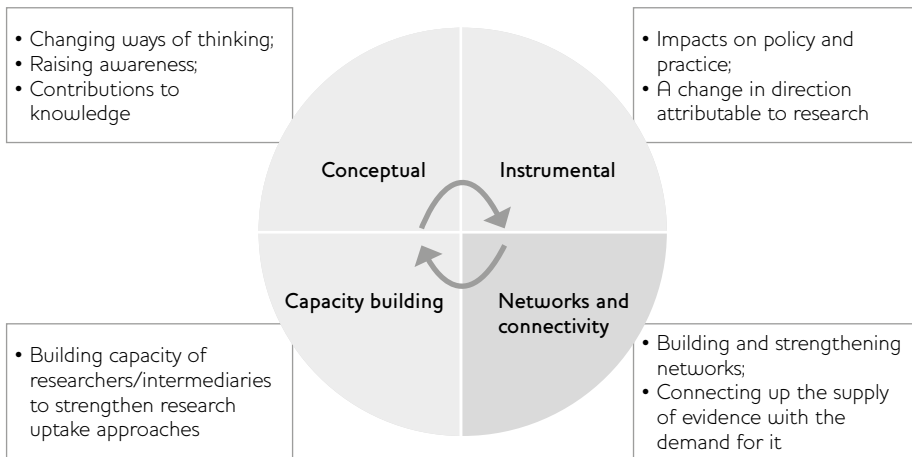 • Changing ways of thinking;
• Raising awareness;
• Contributions to
knowledge
• Impacts on policy and
practice;
• A change in direction
attributable to research
Conceptual
Instrumental
Capacity building
Networks and
connectivity
• Building capacity of
researchers/intermediaries
to strengthen research
uptake approaches
• Building and strengthening
networks;
• Connecting up the supply
of evidence with the
demand for it